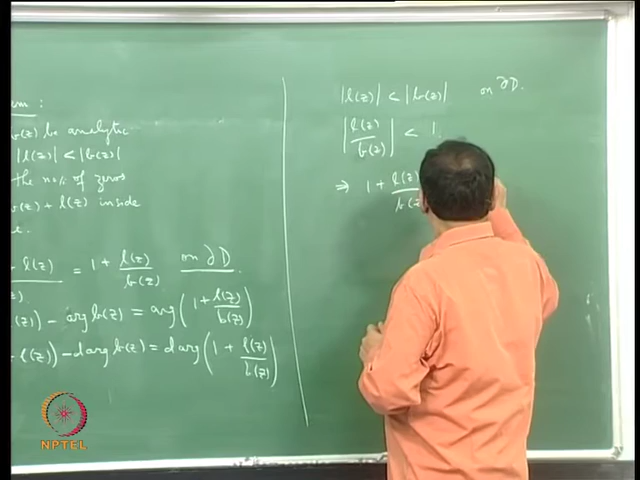 em :
b(z) be analytic
|l(z)| < |b(z)|
the no. of zeros
b(z) + l(z) inside
t.
+ l(z) = 1 + l(z)/b(z) on ∂D
(z)) - arg b(z) = arg (1 + l(z)/b(z))
+ l(z)) - d arg b(z) = d arg (1 + l(z)/b(z))
|l(z)| < |b(z)| on ∂D.
|l(z)/b(z)| < 1.
⇒ 1 + l(z)/b(z
NPTEL